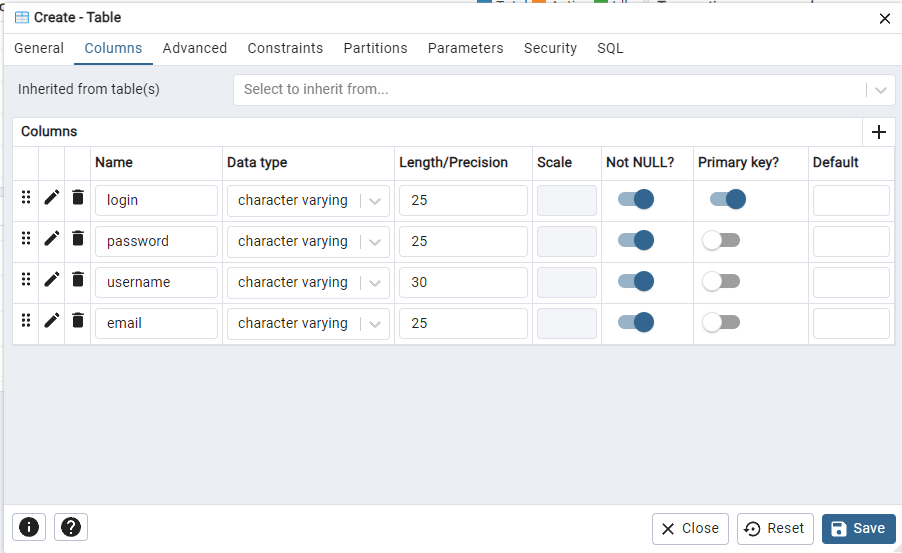 Create - Table
General Columns Advanced Constraints Partitions Parameters Security SQL
Inherited from table(s) Select to inherit from...
Columns
Name Data type Length/Precision Scale Not NULL? Primary key? Default
login character varying 25
password character varying 25
username character varying 30
email character varying 25
Close Reset Save